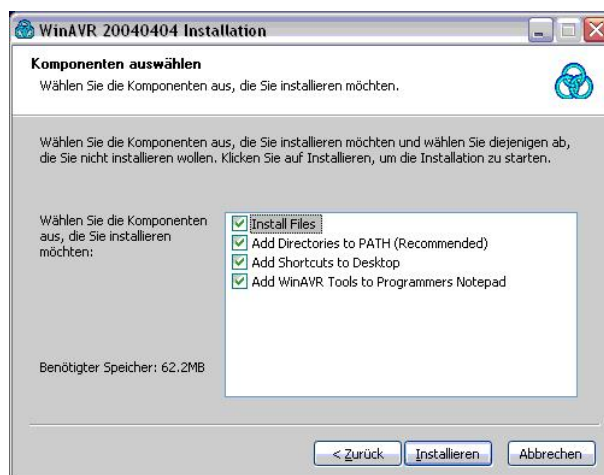 WinAVR 20040404 Installation
Komponenten auswählen
Wählen Sie die Komponenten aus, die Sie installieren möchten.
Wählen Sie die Komponenten aus, die Sie installieren möchten und wählen Sie diejenigen ab,
die Sie nicht installieren wollen. Klicken Sie auf Installieren, um die Installation zu starten.
Wählen Sie die Komponenten
aus, die Sie installieren
möchten:
Install Files
Add Directories to PATH (Recommended)
Add Shortcuts to Desktop
Add WinAVR Tools to Programmers Notepad
Benötigter Speicher: 62.2MB
< Zurück
Installieren
Abbrechen